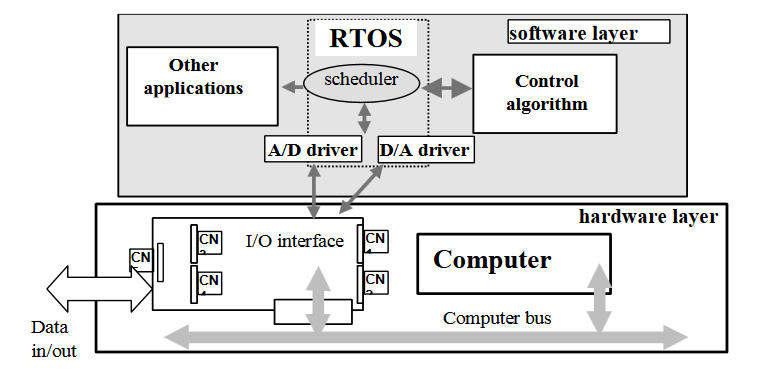 RTOS
software layer
Other
applications
scheduler
Control
algorithm
A/D driver
D/A driver
hardware layer
I/O interface
CN
CN
CN
CN
CN
Computer
Computer bus
Data
in/out